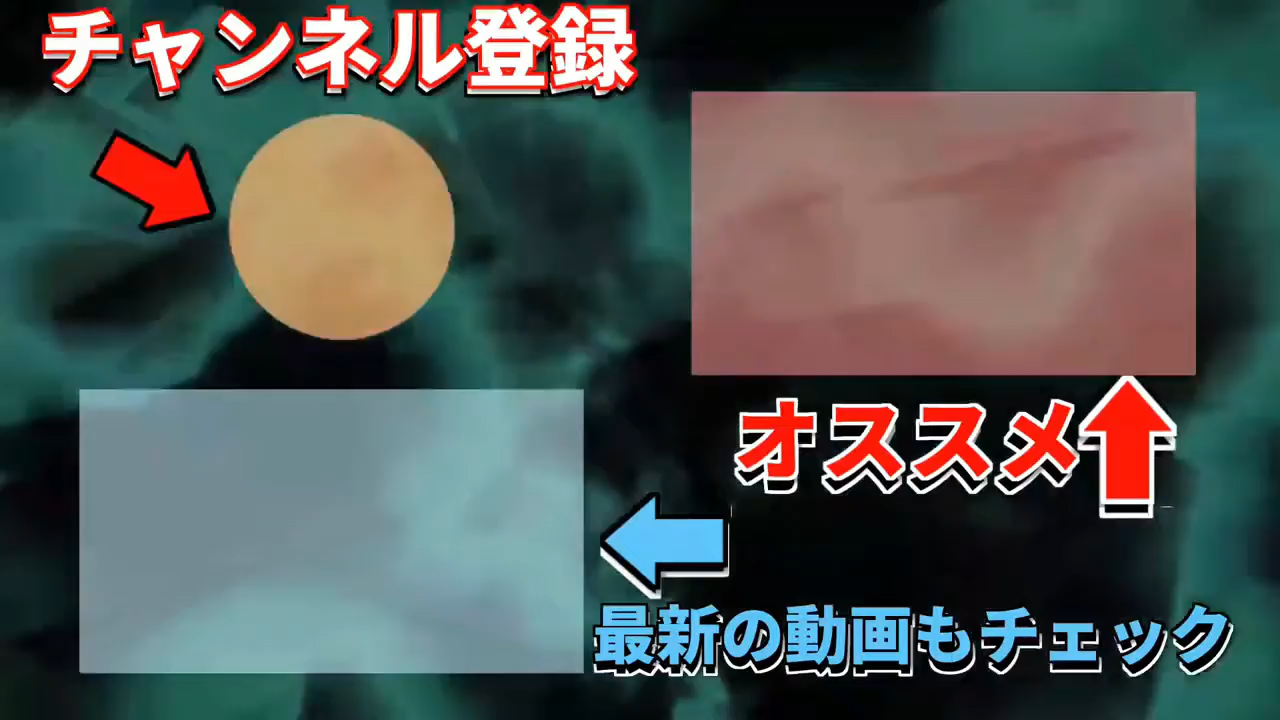 チャンネル登録
オススメ
最新の動画もチェック